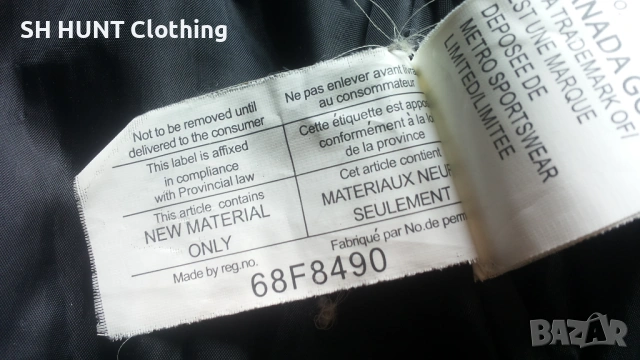 SH HUNT Clothing
Not to be removed until
delivered to the consumer
Ne pas enlever avant
au consommateur
This label is affixed
in compliance
with Provincial law
Cette étiquette est
conformément à la
de la province
This article contains
NEW MATERIAL
ONLY
Cet article contient
MATERIAUX
SEULEMENT
Made by reg.no.
Fabriqué par No.de
68F8490
A TRADEMARK OF
EST UNE MARQUE
DEPOSEE DE
METRO SPORTSWEAR
LIMITED/LIMITEE
BAZAR